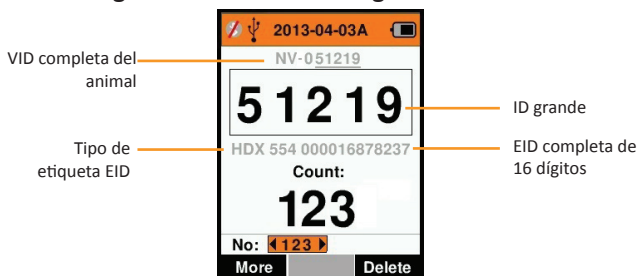 2013-04-03A
VID completa del
animal
NV-051219
51219
ID grande
Tipo de
etiqueta EID
HDX 554 000016878237
EID completa de
16 dígitos
Count:
123
No: 123
More Delete